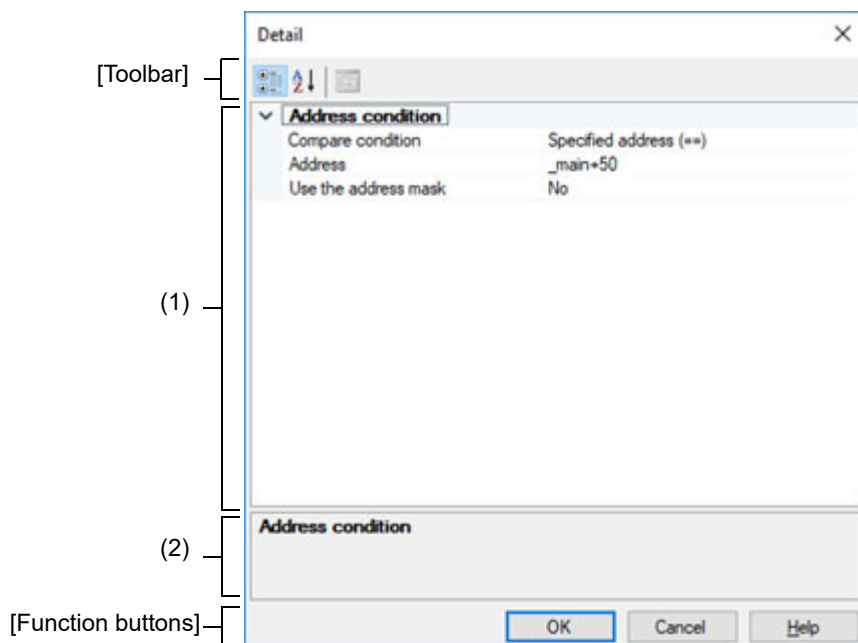 Detail
[Toolbar]
Address condition
Compare condition Specified address (==)
Address _main+50
Use the address mask No
(1)
(2)
Address condition
[Function buttons]
OK Cancel Help